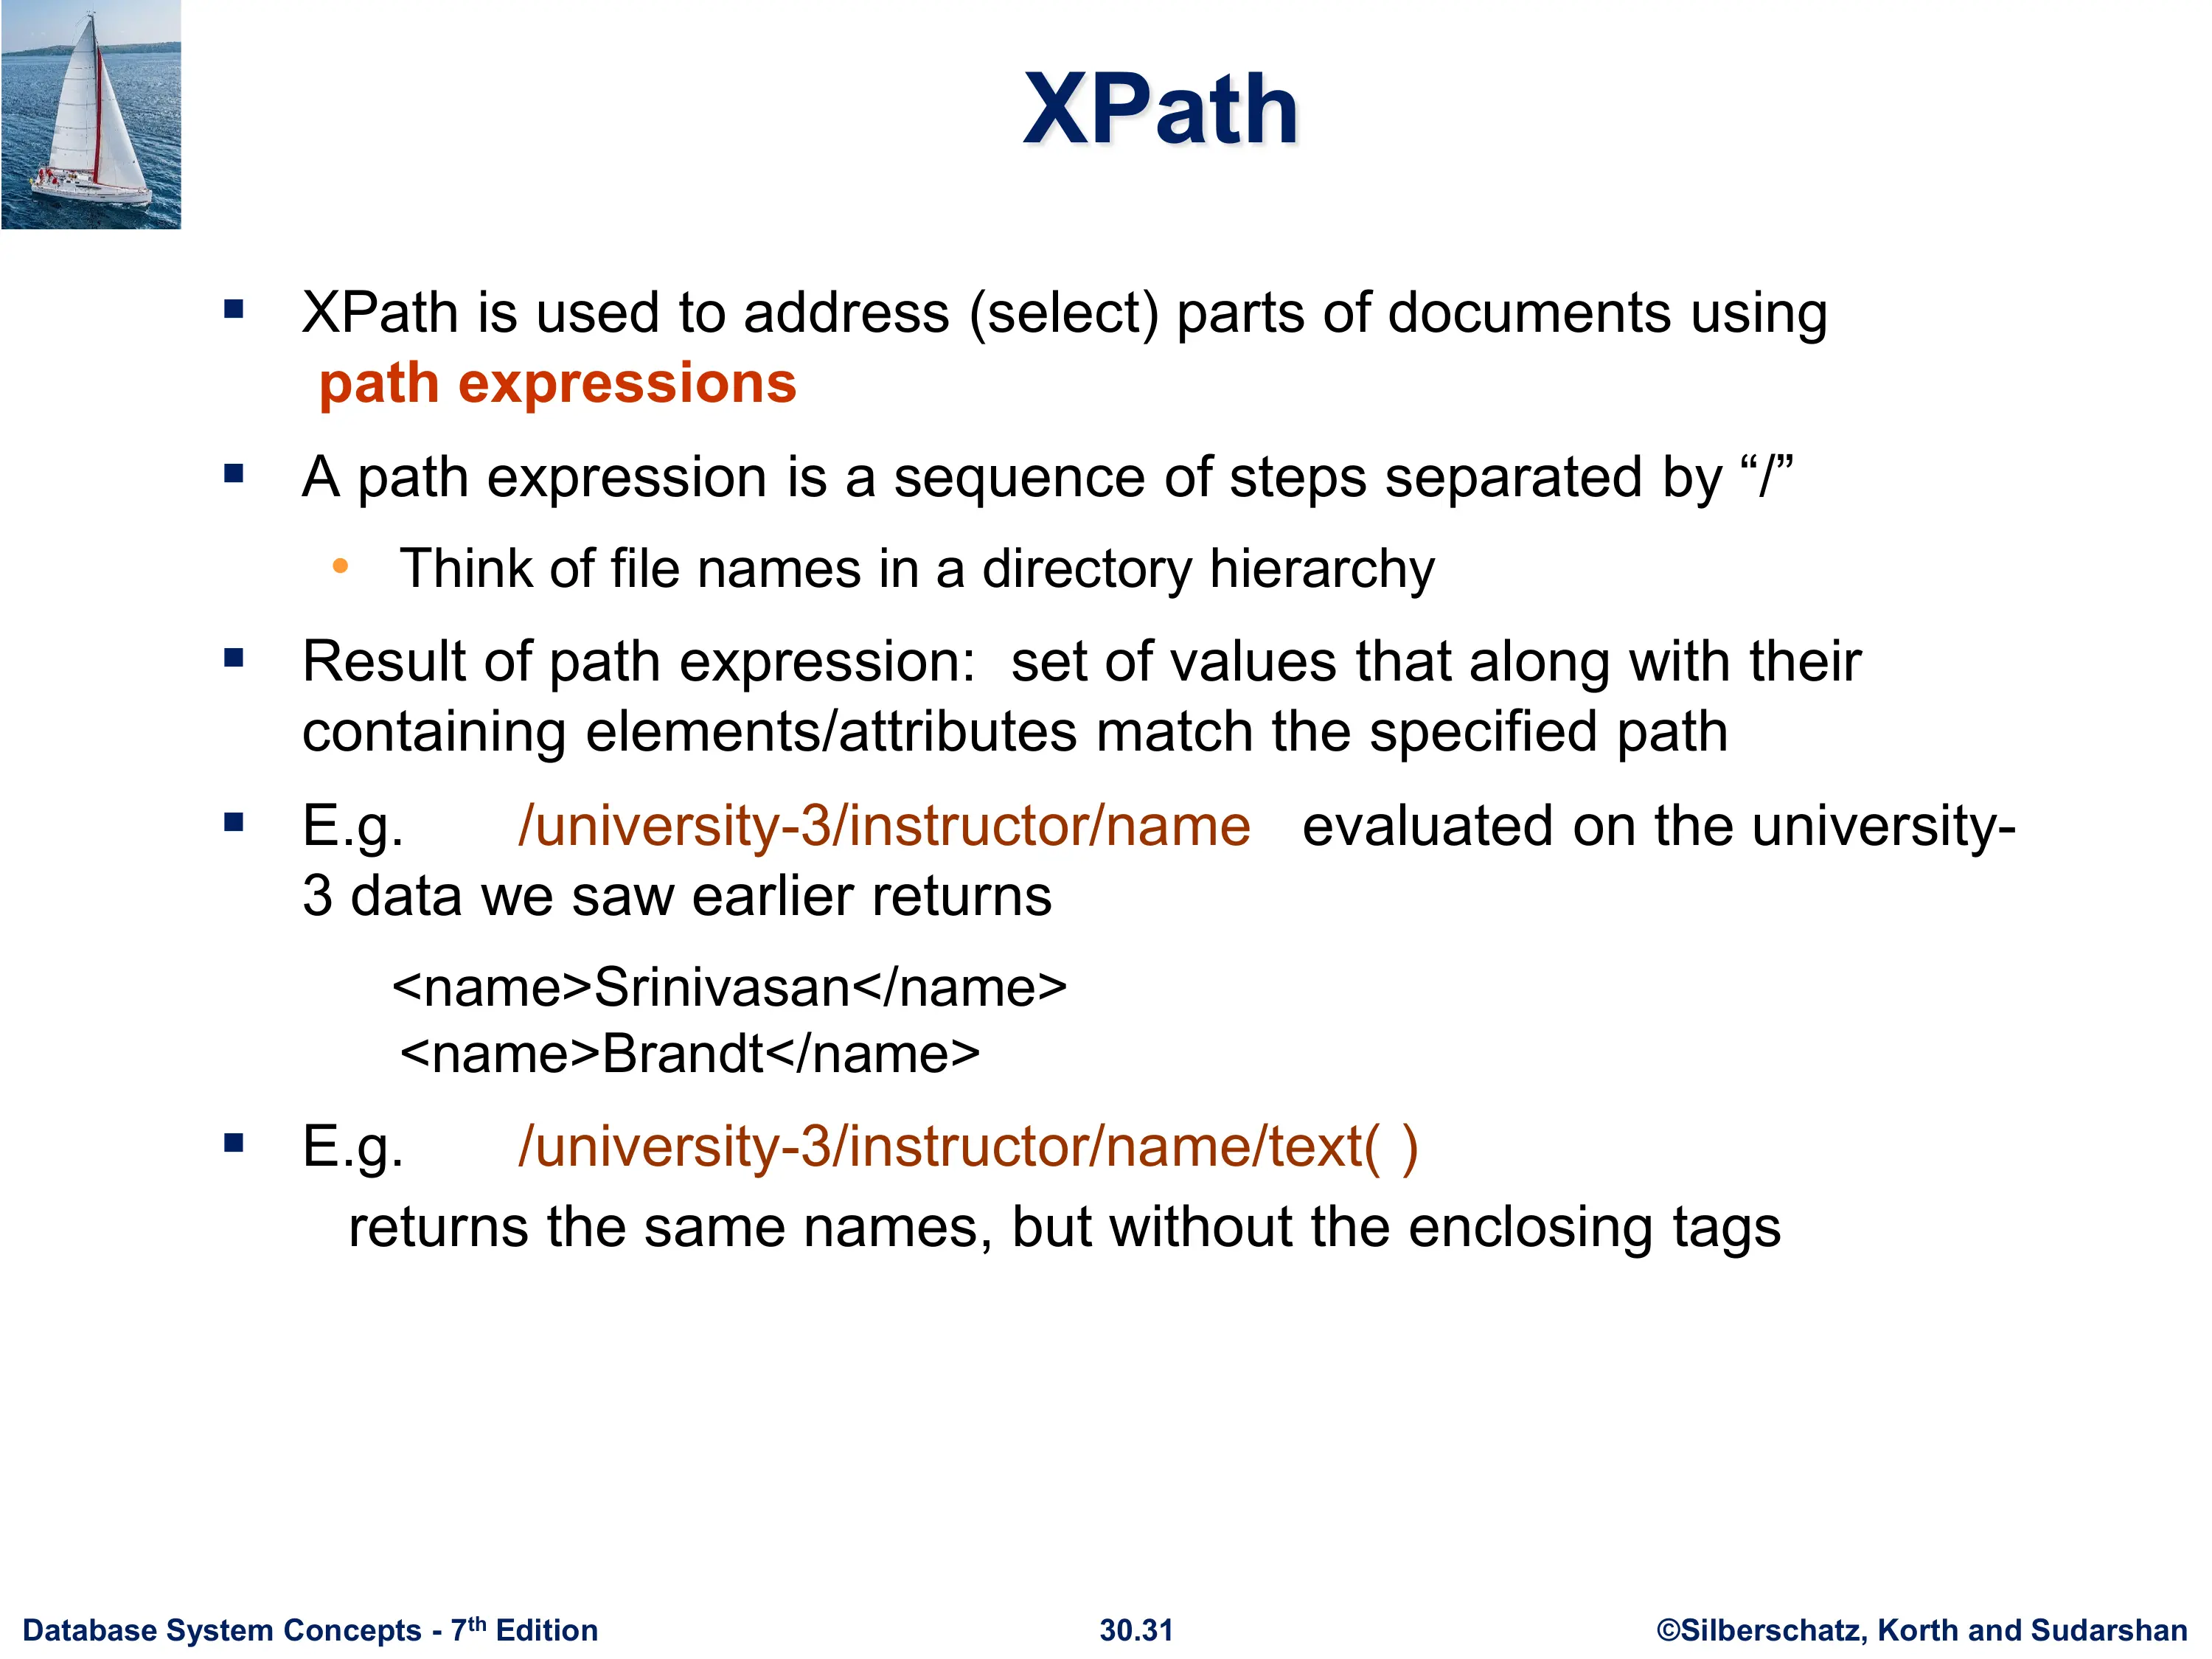 XPath
▪ XPath is used to address (select) parts of documents using
path expressions
▪ A path expression is a sequence of steps separated by “/”
• Think of file names in a directory hierarchy
▪ Result of path expression:  set of values that along with their
containing elements/attributes match the specified path
▪ E.g. /university-3/instructor/name evaluated on the university-
3 data we saw earlier returns
<name>Srinivasan</name>
<name>Brandt</name>
▪ E.g. /university-3/instructor/name/text( )
returns the same names, but without the enclosing tags
Database System Concepts - 7th Edition 30.31 ©Silberschatz, Korth and Sudarshan